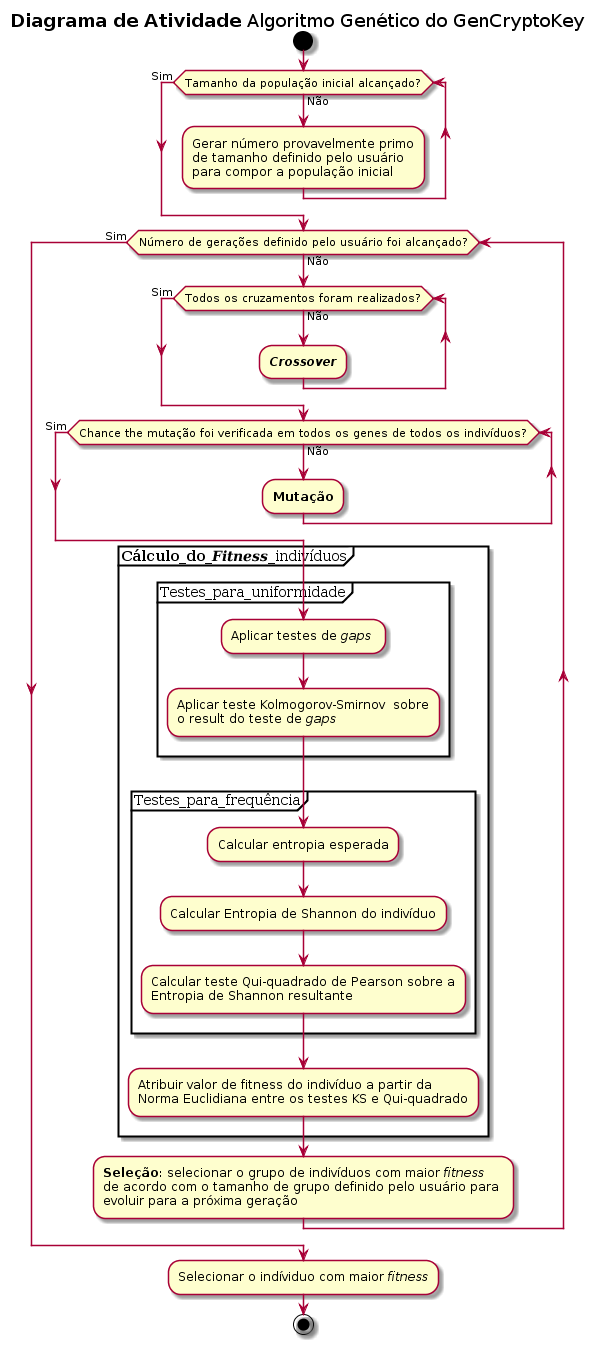 Diagrama de Atividade Algoritmo Genético do GenCryptoKey
Sim
Tamanho da população inicial alcançado?
Não
Gerar número provavelmente primo
de tamanho definido pelo usuário
para compor a população inicial
Sim
Número de gerações definido pelo usuário foi alcançado?
Não
Sim
Todos os cruzamentos foram realizados?
Não
Crossover
Sim
Chance the mutação foi verificada em todos os genes de todos os indivíduos?
Não
Mutação
Cálculo_do_Fitness_indivíduos
Testes_para_uniformidade
Aplicar testes de gaps
Aplicar teste Kolmogorov-Smirnov sobre
o result do teste de gaps
Testes_para_frequência
Calcular entropia esperada
Calcular Entropia de Shannon do indivíduo
Calcular teste Qui-quadrado de Pearson sobre a
Entropia de Shannon resultante
Atribuir valor de fitness do indivíduo a partir da
Norma Euclidiana entre os testes KS e Qui-quadrado
Seleção: selecionar o grupo de indivíduos com maior fitness
de acordo com o tamanho de grupo definido pelo usuário para
evoluir para a próxima geração
Selecionar o indíviduo com maior fitness